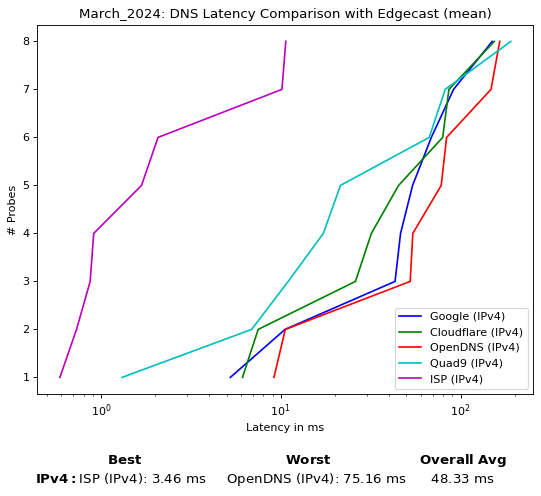 March_2024: DNS Latency Comparison with Edgecast (mean)
8
7
6
5
4
3
2
1
# Probes
10⁰
10¹
10²
Latency in ms
Google (IPv4)
Cloudflare (IPv4)
OpenDNS (IPv4)
Quad9 (IPv4)
ISP (IPv4)
Best Worst Overall Avg
IPv4: ISP (IPv4): 3.46 ms OpenDNS (IPv4): 75.16 ms 48.33 ms